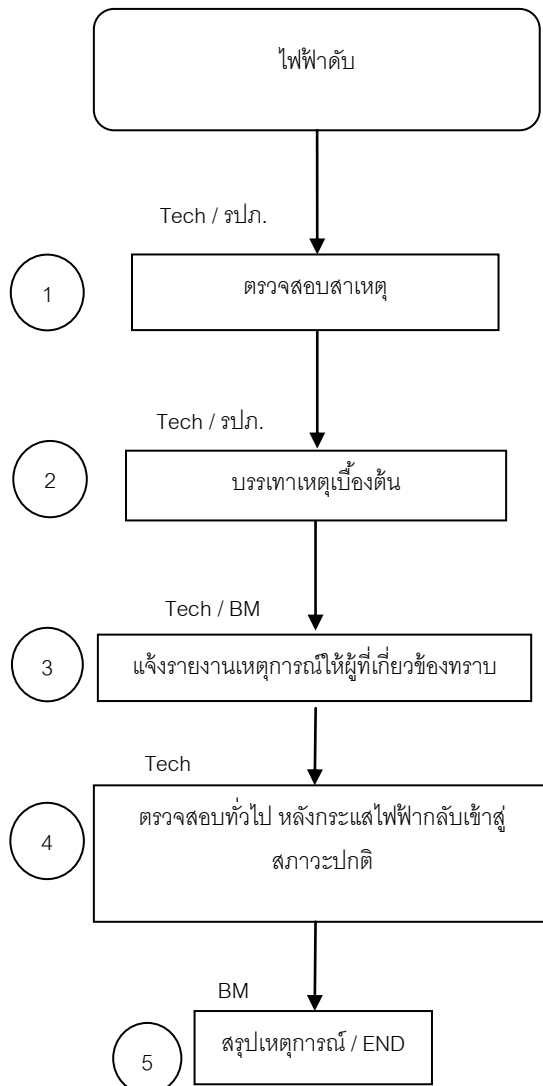 ไฟฟ้าดับ
Tech / รปภ.
1
ตรวจสอบสาเหตุ
Tech / รปภ.
2
บรรเทาเหตุเบื้องต้น
Tech / BM
3
แจ้งรายงานเหตุการณ์ให้ผู้ที่เกี่ยวข้องทราบ
Tech
4
ตรวจสอบทั่วไป หลังกระแสไฟฟ้ากลับเข้าสู่
สภาวะปกติ
BM
5
สรุปเหตุการณ์ / END